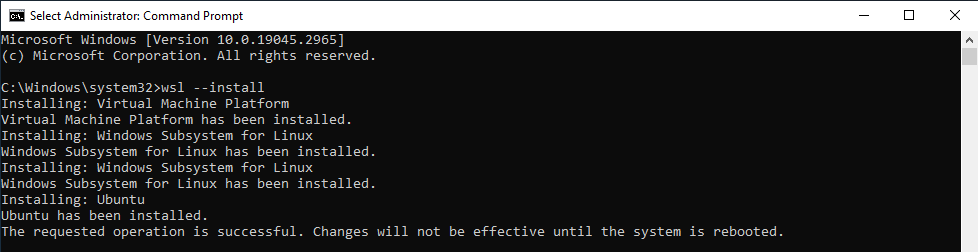 Select Administrator: Command Prompt
Microsoft Windows [Version 10.0.19045.2965]
(c) Microsoft Corporation. All rights reserved.
C:\Windows\system32>wsl --install
Installing: Virtual Machine Platform
Virtual Machine Platform has been installed.
Installing: Windows Subsystem for Linux
Windows Subsystem for Linux has been installed.
Installing: Windows Subsystem for Linux
Windows Subsystem for Linux has been installed.
Installing: Ubuntu
Ubuntu has been installed.
The requested operation is successful. Changes will not be effective until the system is rebooted.